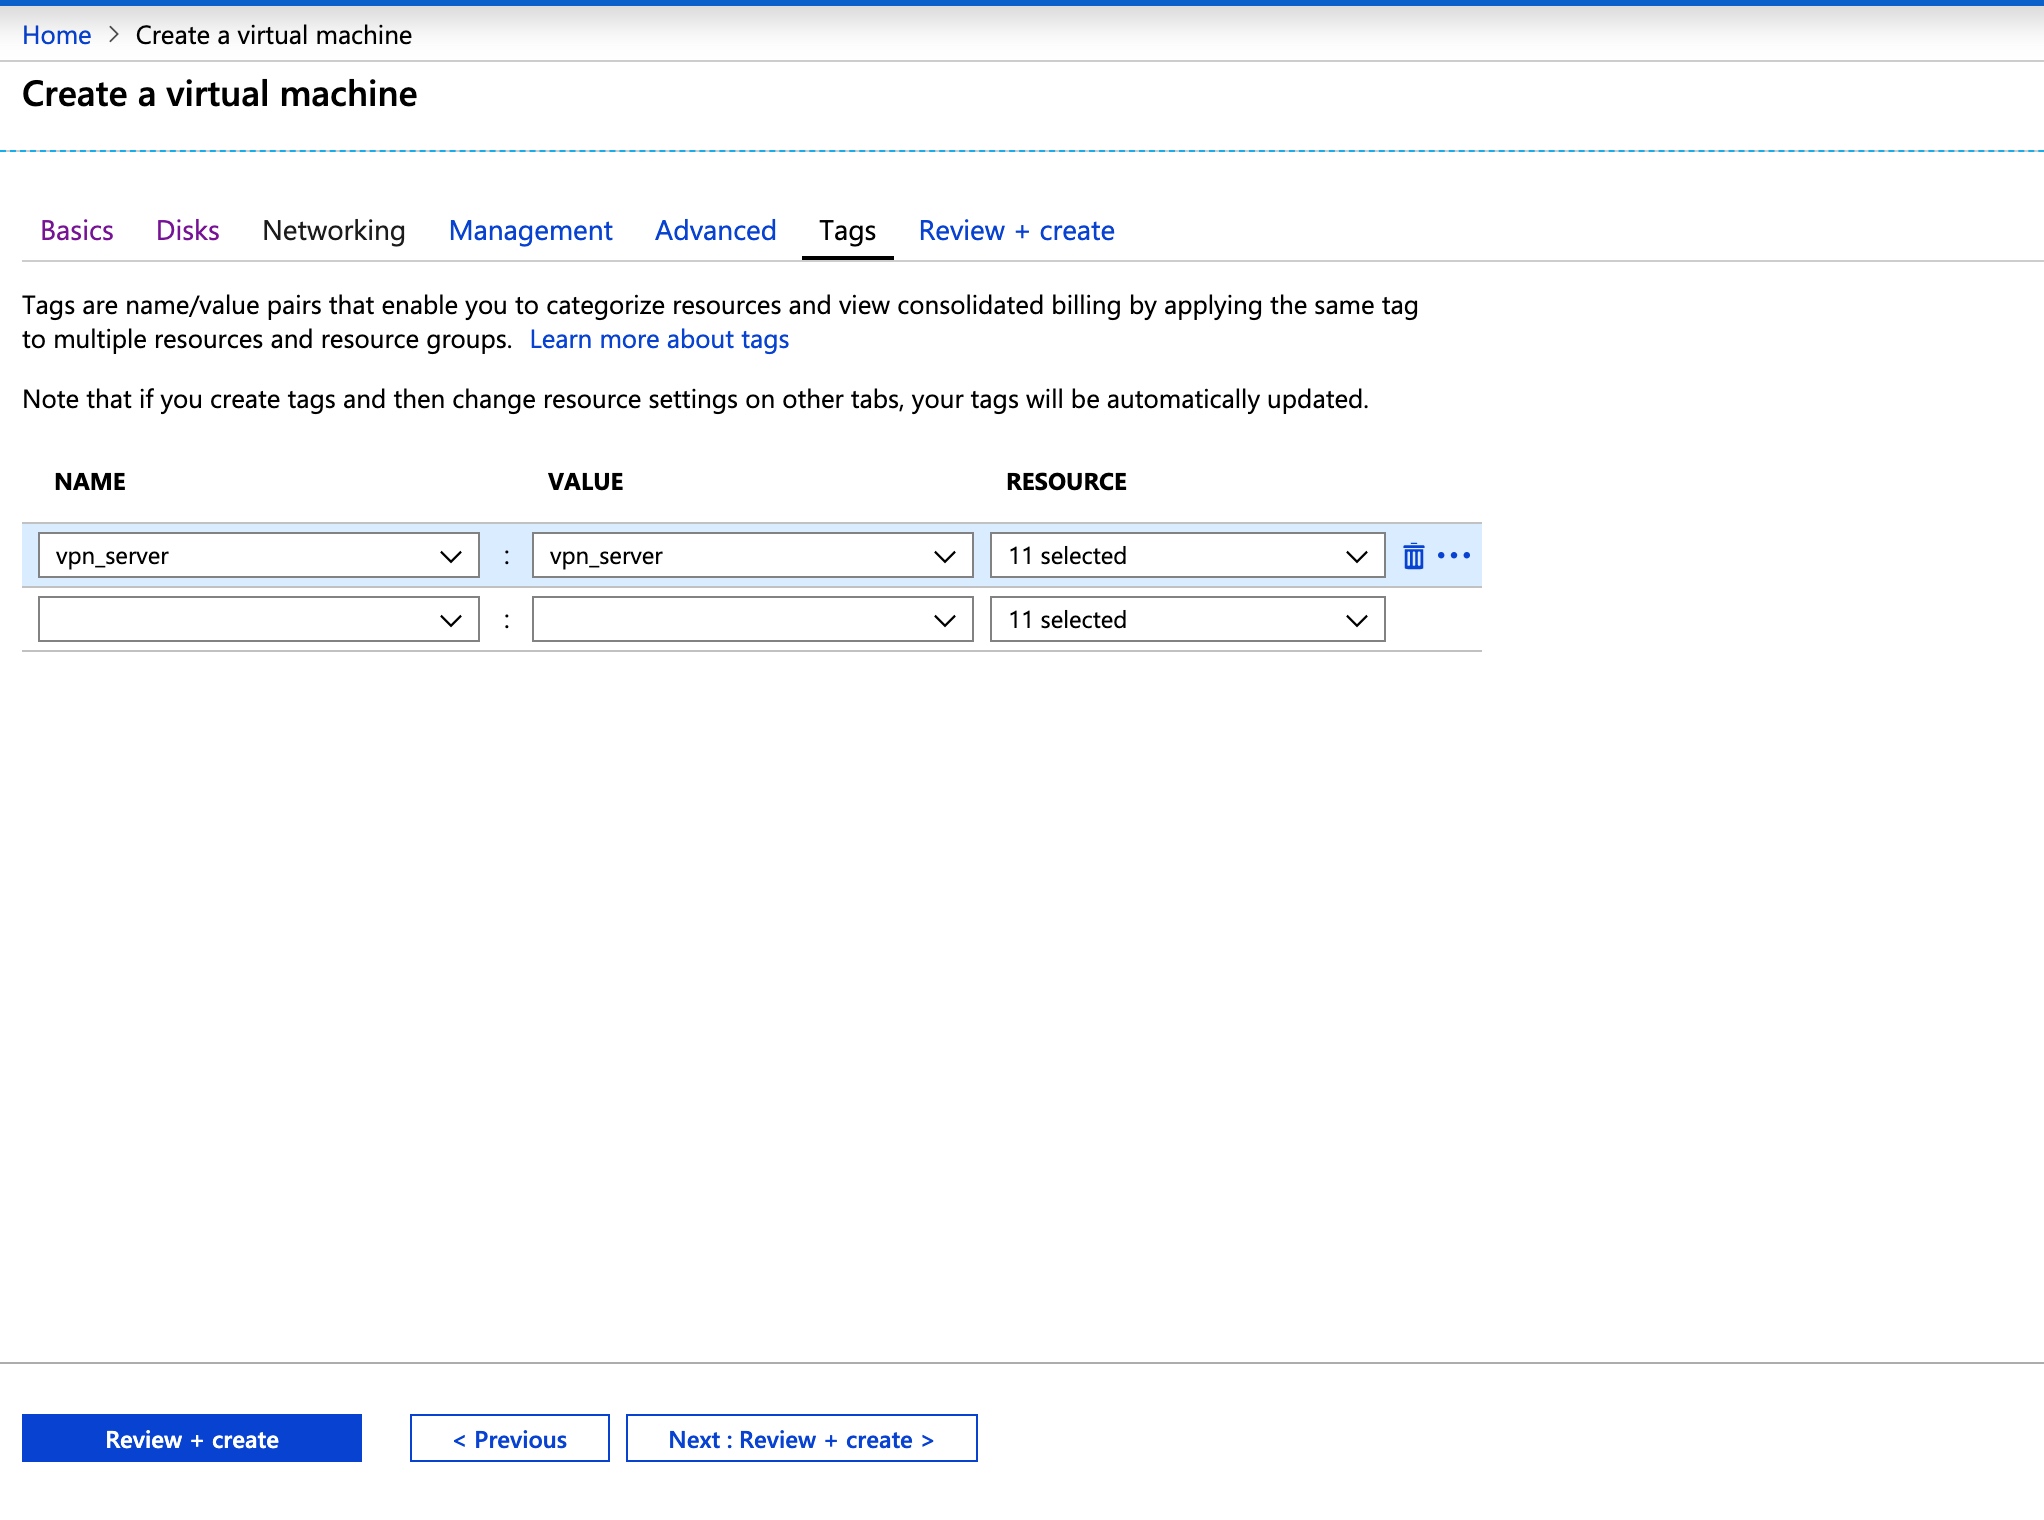 Home > Create a virtual machine
Create a virtual machine
Basics Disks Networking Management Advanced Tags Review + create
Tags are name/value pairs that enable you to categorize resources and view consolidated billing by applying the same tag
to multiple resources and resource groups. Learn more about tags
Note that if you create tags and then change resource settings on other tabs, your tags will be automatically updated.
NAME VALUE RESOURCE
vpn_server : vpn_server 11 selected
: 11 selected
Review + create < Previous Next : Review + create >